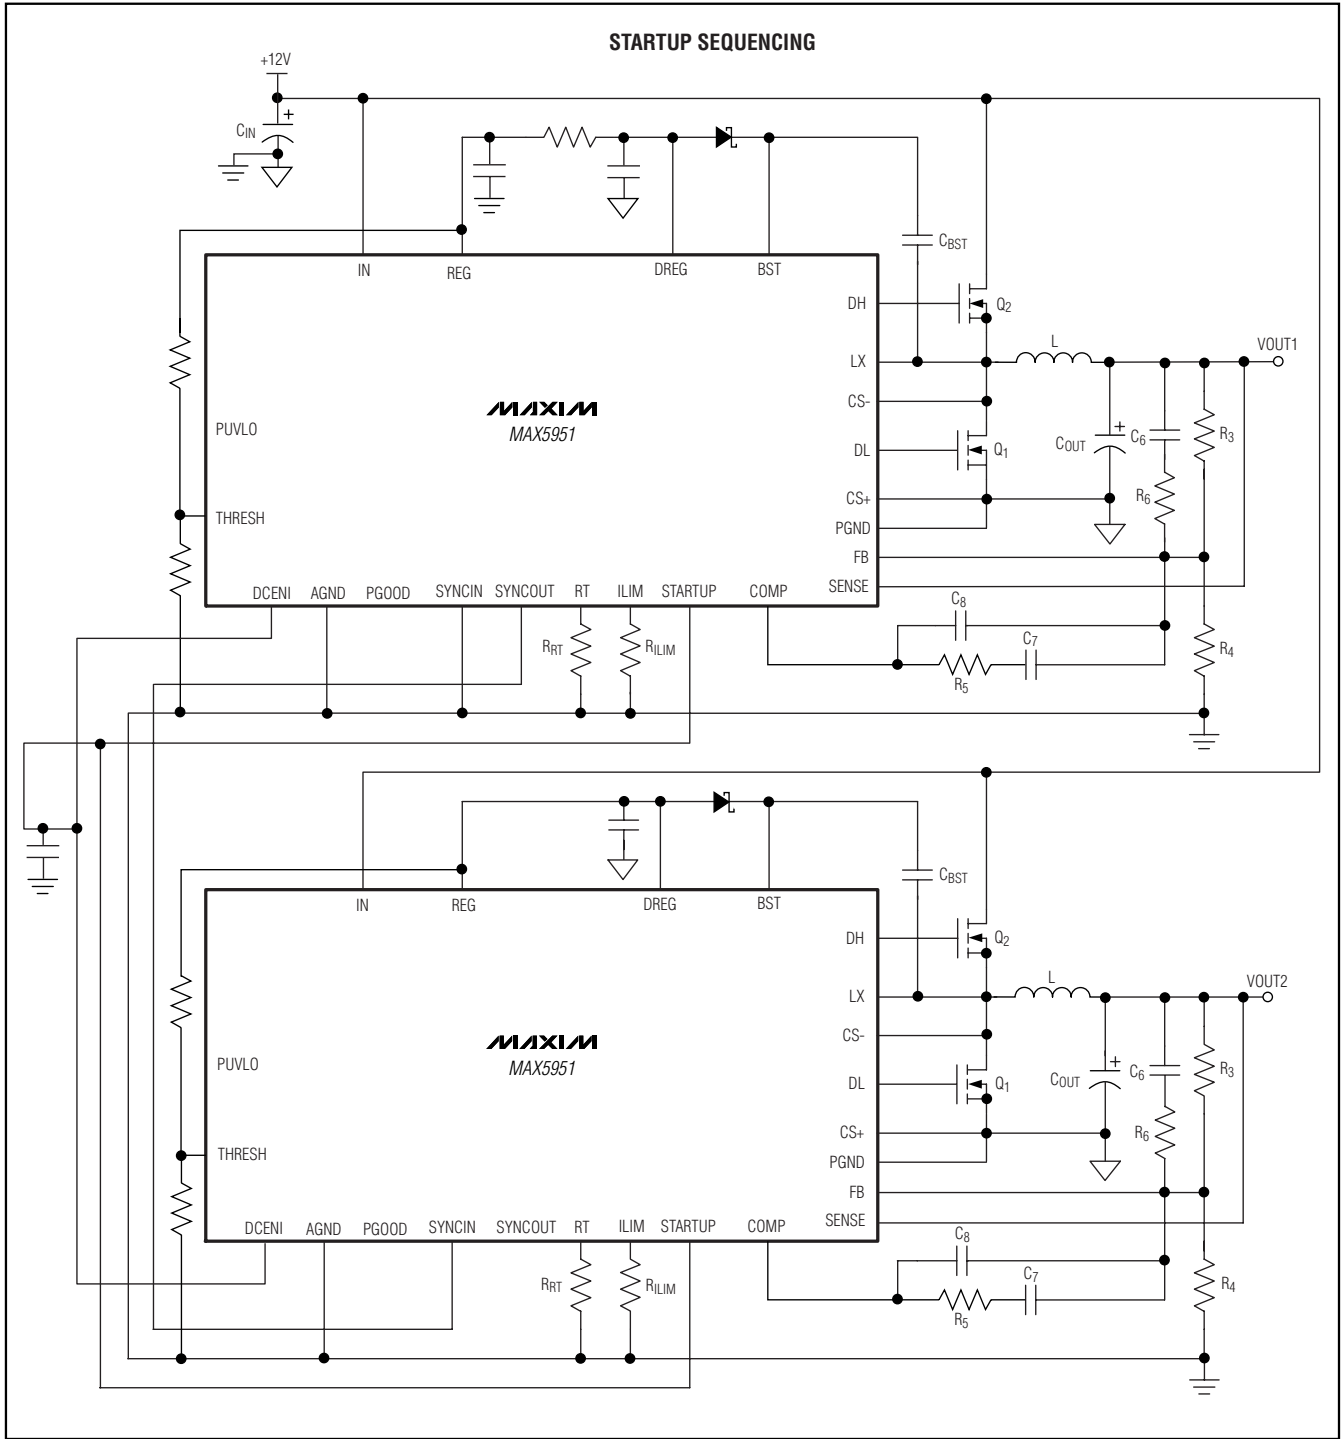 STARTUP SEQUENCING
+12V
CIN
CBST
IN
REG
DREG
BST
DH
Q2
LX
L
VOUT1
CS-
MAXIM
MAX5951
PUVLO
DL
Q1
COUT
C6
R3
CS+
R6
THRESH
PGND
FB
SENSE
DCENI
AGND
PGOOD
SYNCIN
SYNCOUT
RT
ILIM
STARTUP
COMP
C8
RRT
RILIM
C7
R4
R5
CBST
IN
REG
DREG
BST
DH
Q2
LX
L
VOUT2
CS-
MAXIM
MAX5951
PUVLO
DL
Q1
COUT
C6
R3
CS+
R6
THRESH
PGND
FB
SENSE
DCENI
AGND
PGOOD
SYNCIN
SYNCOUT
RT
ILIM
STARTUP
COMP
C8
RRT
RILIM
C7
R4
R5